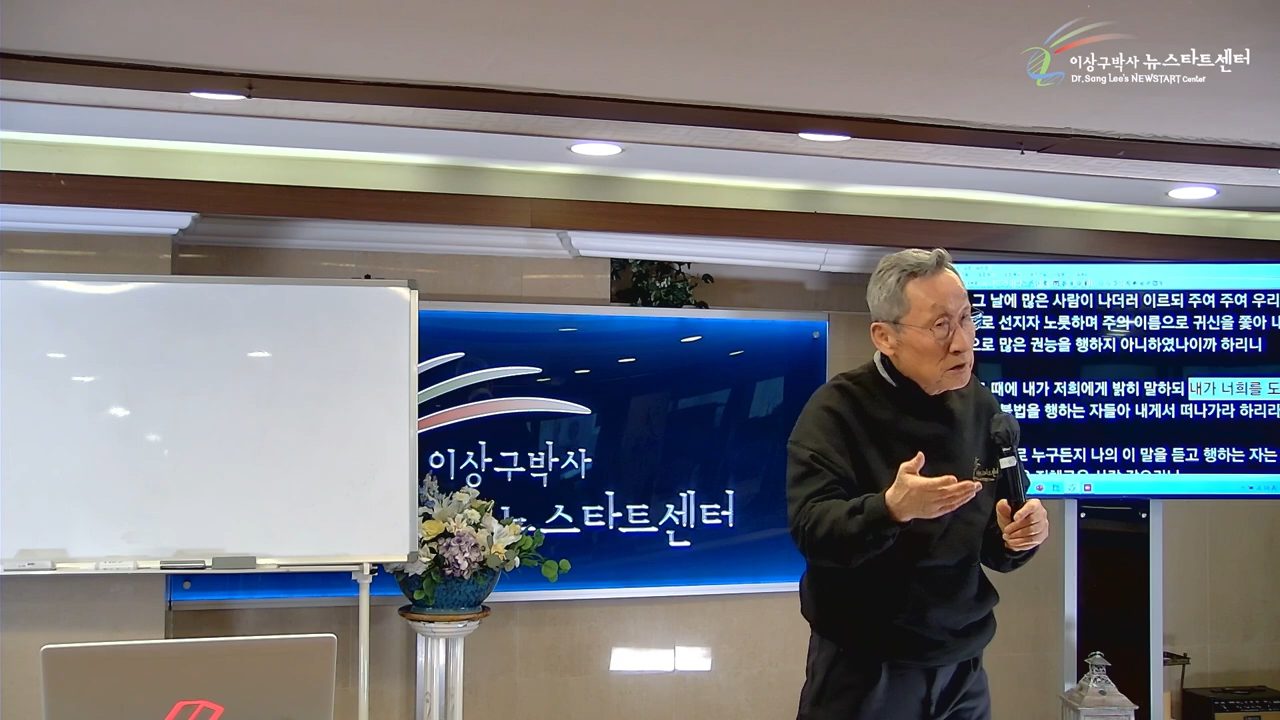 이상구박사 뉴스타트센터
Dr. Sang Lee's NEWSTART Center
이상구박사
뉴스타트센터
그 날에 많은 사람이 나더러 이르되 주여 주여 우리
로 선지자 노릇하며 주의 이름으로 귀신을 쫓아 내
으로 많은 권능을 행하지 아니하였나이까 하리니
때에 내가 저희에게 밝히 말하되 내가 너희를 도
불법을 행하는 자들아 내게서 떠나가라 하리라
로 누구든지 나의 이 말을 듣고 행하는 자는